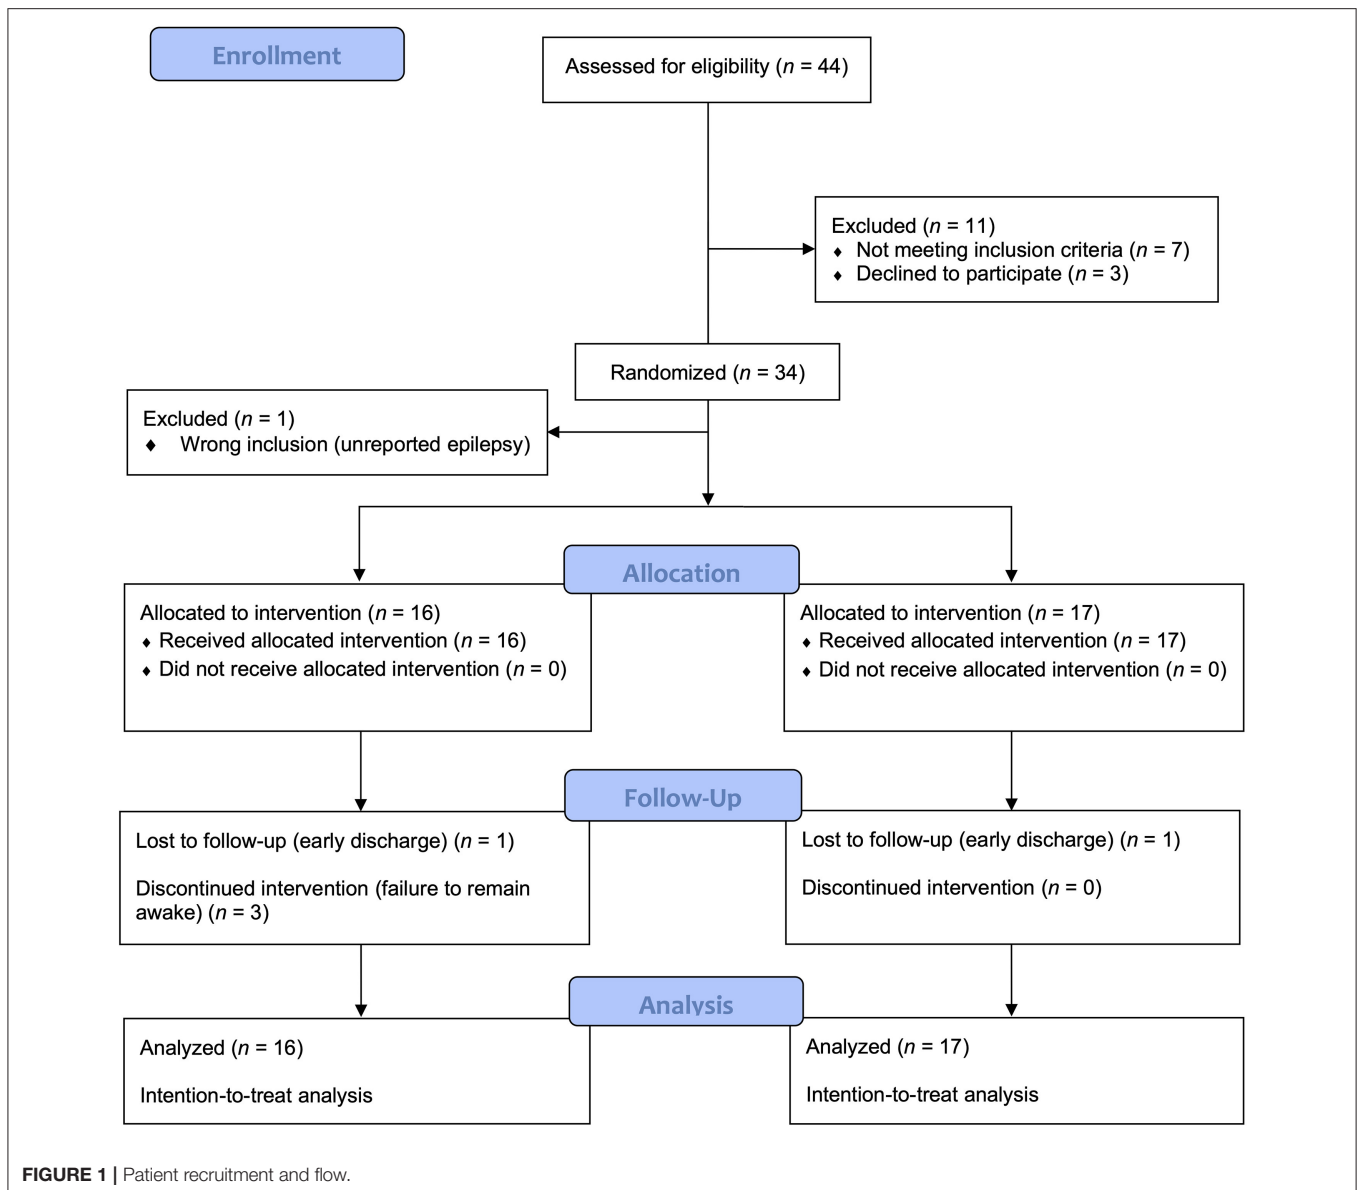 Enrollment
Assessed for eligibility (n = 44)
Excluded (n = 11)
♦ Not meeting inclusion criteria (n = 7)
♦ Declined to participate (n = 3)
Randomized (n = 34)
Excluded (n = 1)
♦ Wrong inclusion (unreported epilepsy)
Allocation
Allocated to intervention (n = 16)
♦ Received allocated intervention (n = 16)
♦ Did not receive allocated intervention (n = 0)
Allocated to intervention (n = 17)
♦ Received allocated intervention (n = 17)
♦ Did not receive allocated intervention (n = 0)
Follow-Up
Lost to follow-up (early discharge) (n = 1)
Discontinued intervention (failure to remain
awake) (n = 3)
Lost to follow-up (early discharge) (n = 1)
Discontinued intervention (n = 0)
Analysis
Analyzed (n = 16)
Intention-to-treat analysis
Analyzed (n = 17)
Intention-to-treat analysis
FIGURE 1 | Patient recruitment and flow.